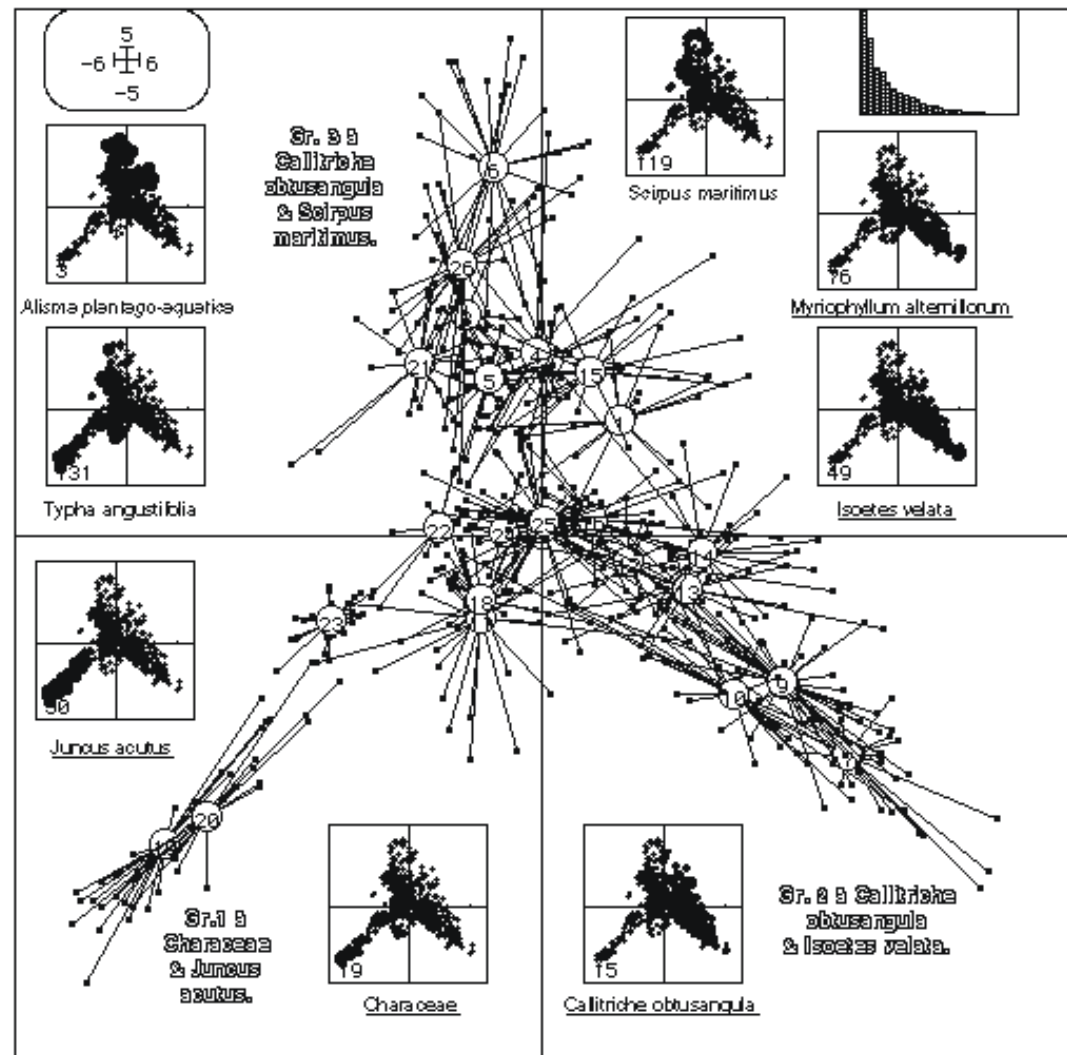 5
-6 6
-5
Gr. 3 à
Callitriche
obtusangula
& Scirpus
maritimus.
3
Alisma plantago-aquatica
131
Typha angustifolia
119
Scirpus maritimus
76
Myriophyllum alterniflorum
49
Isoetes velata
6
26
21
5
4
15
1
22
25
18
23
13
10
9
20
Juncus acutus
Gr.1 à
Characeae
& Juncus
acutus.
19
Characeae
15
Callitriche obtusangula
Gr. 2 à Callitriche
obtusangula
& Isoetes velata.